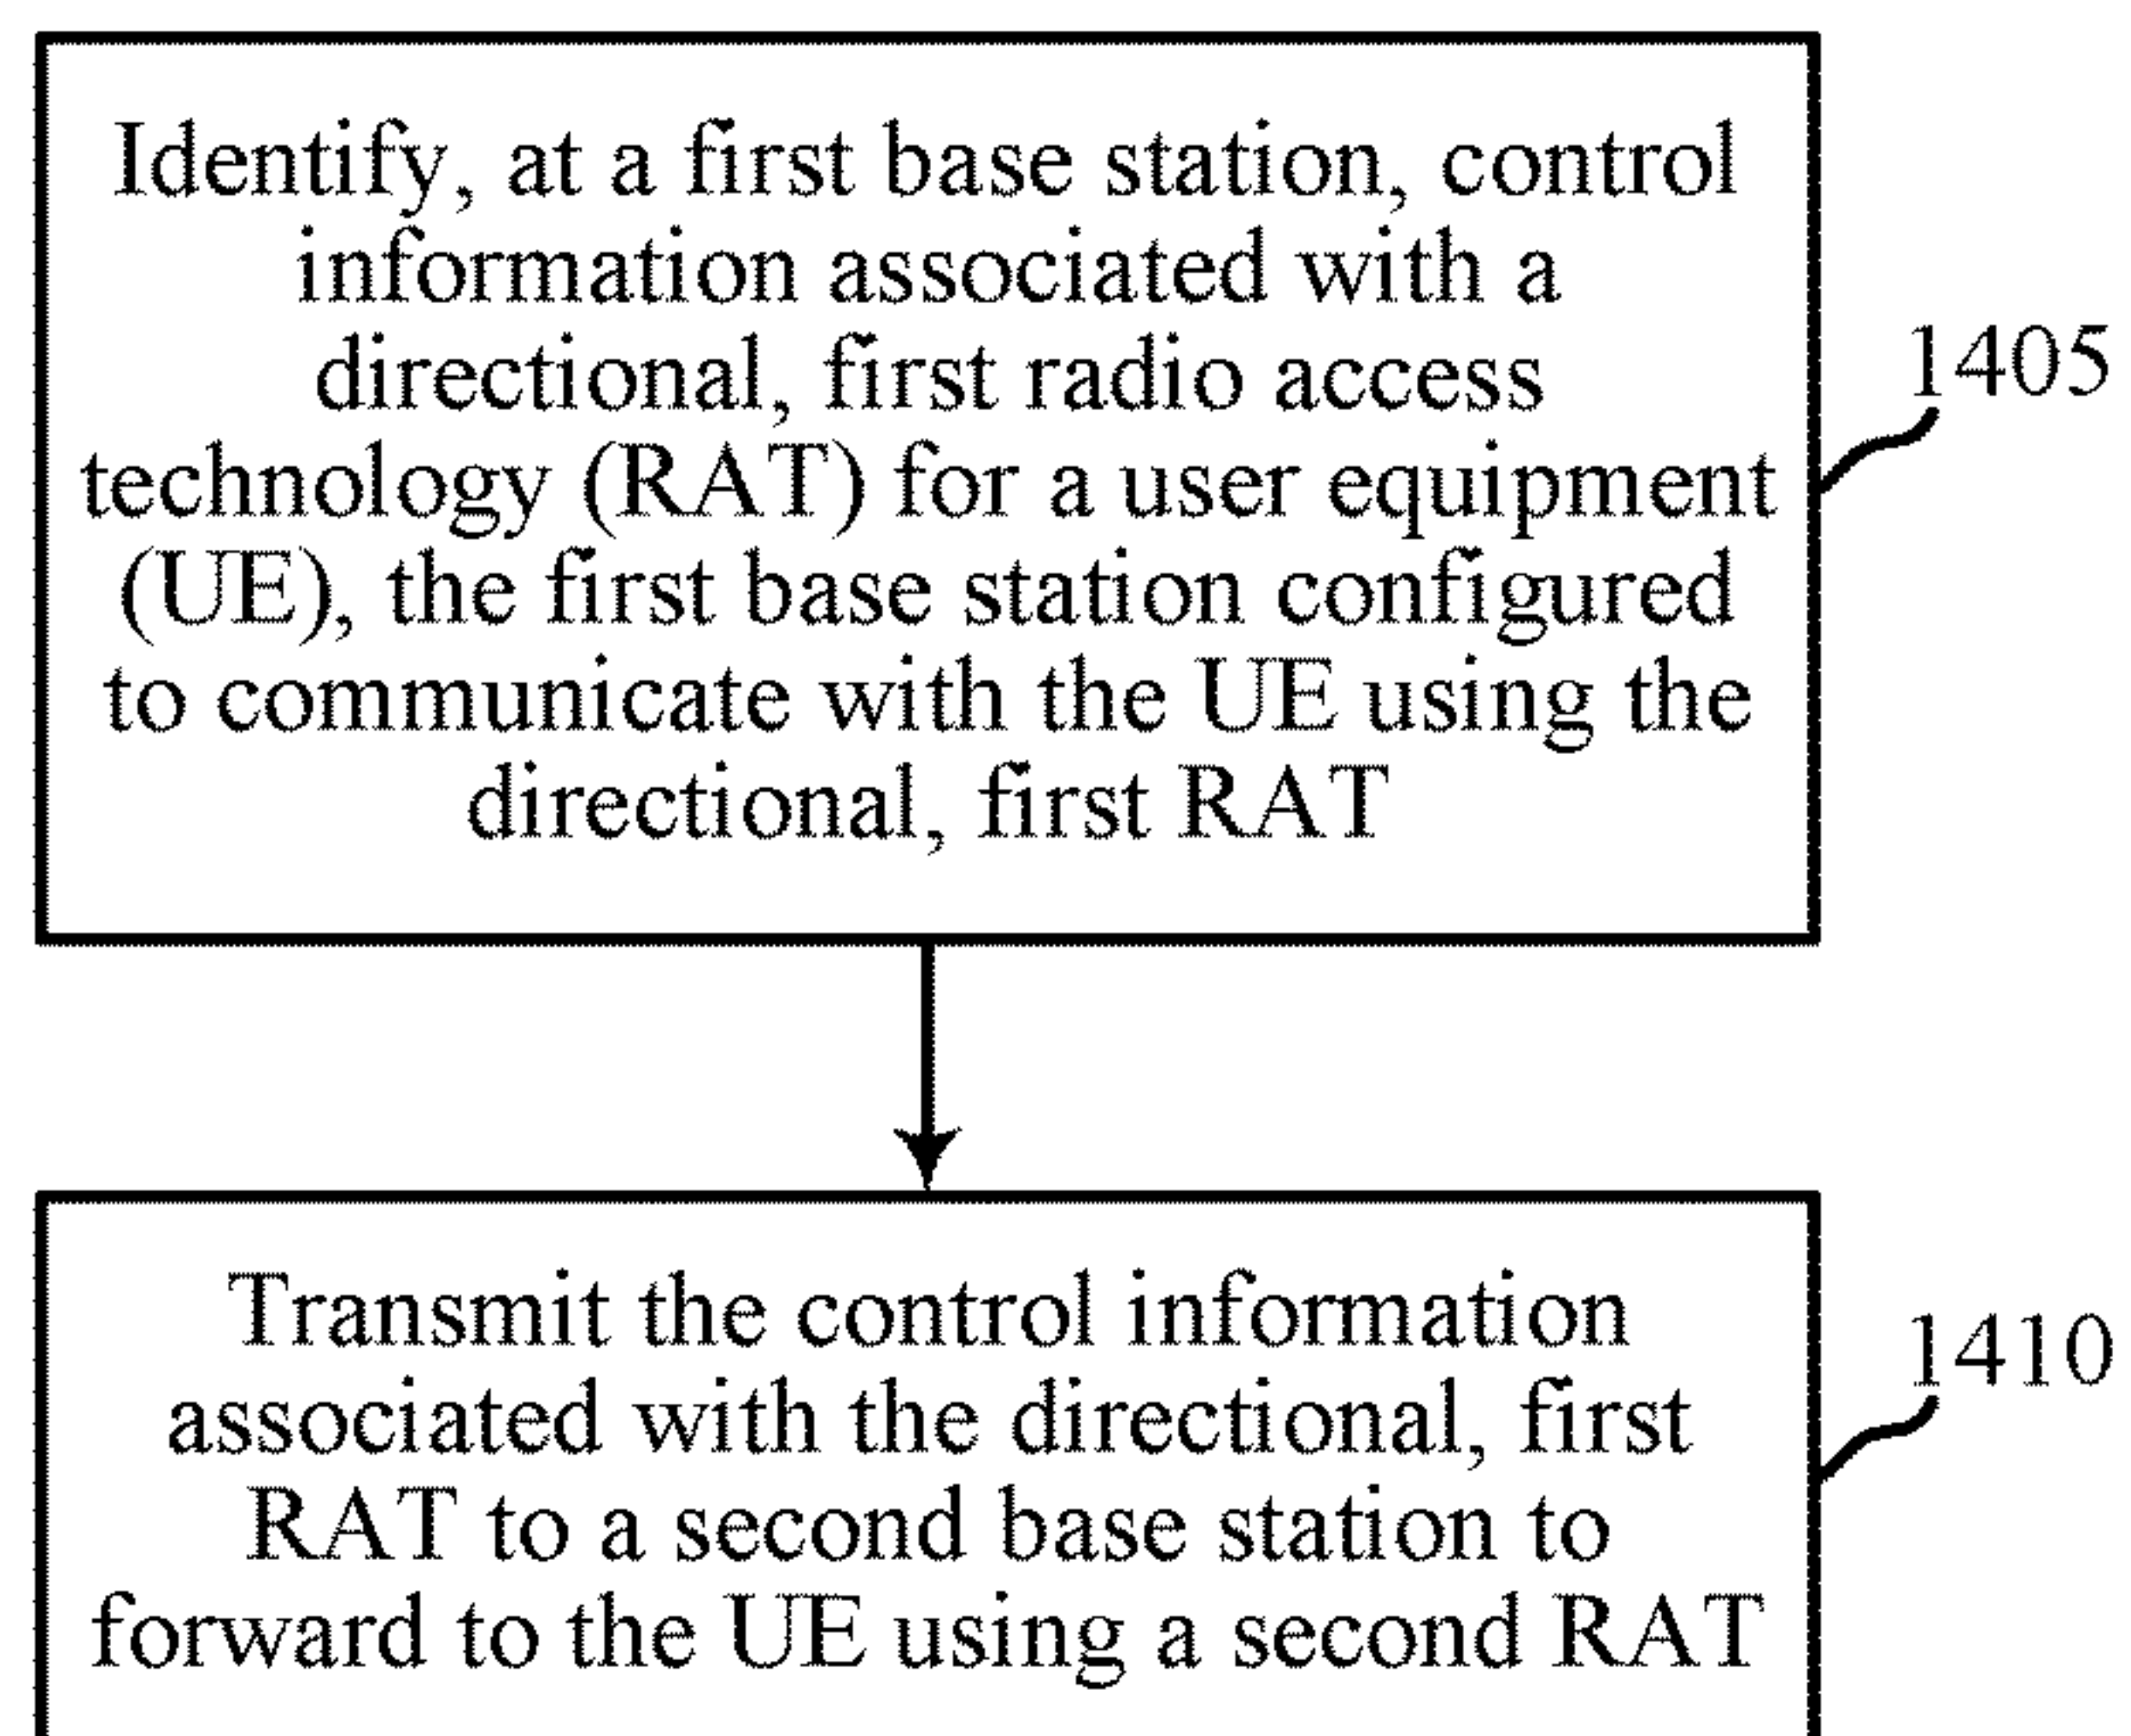 Identify, at a first base station, control
information associated with a
directional, first radio access
technology (RAT) for a user equipment
(UE), the first base station configured
to communicate with the UE using the
directional, first RAT
1405
Transmit the control information
associated with the directional, first
RAT to a second base station to
forward to the UE using a second RAT
1410